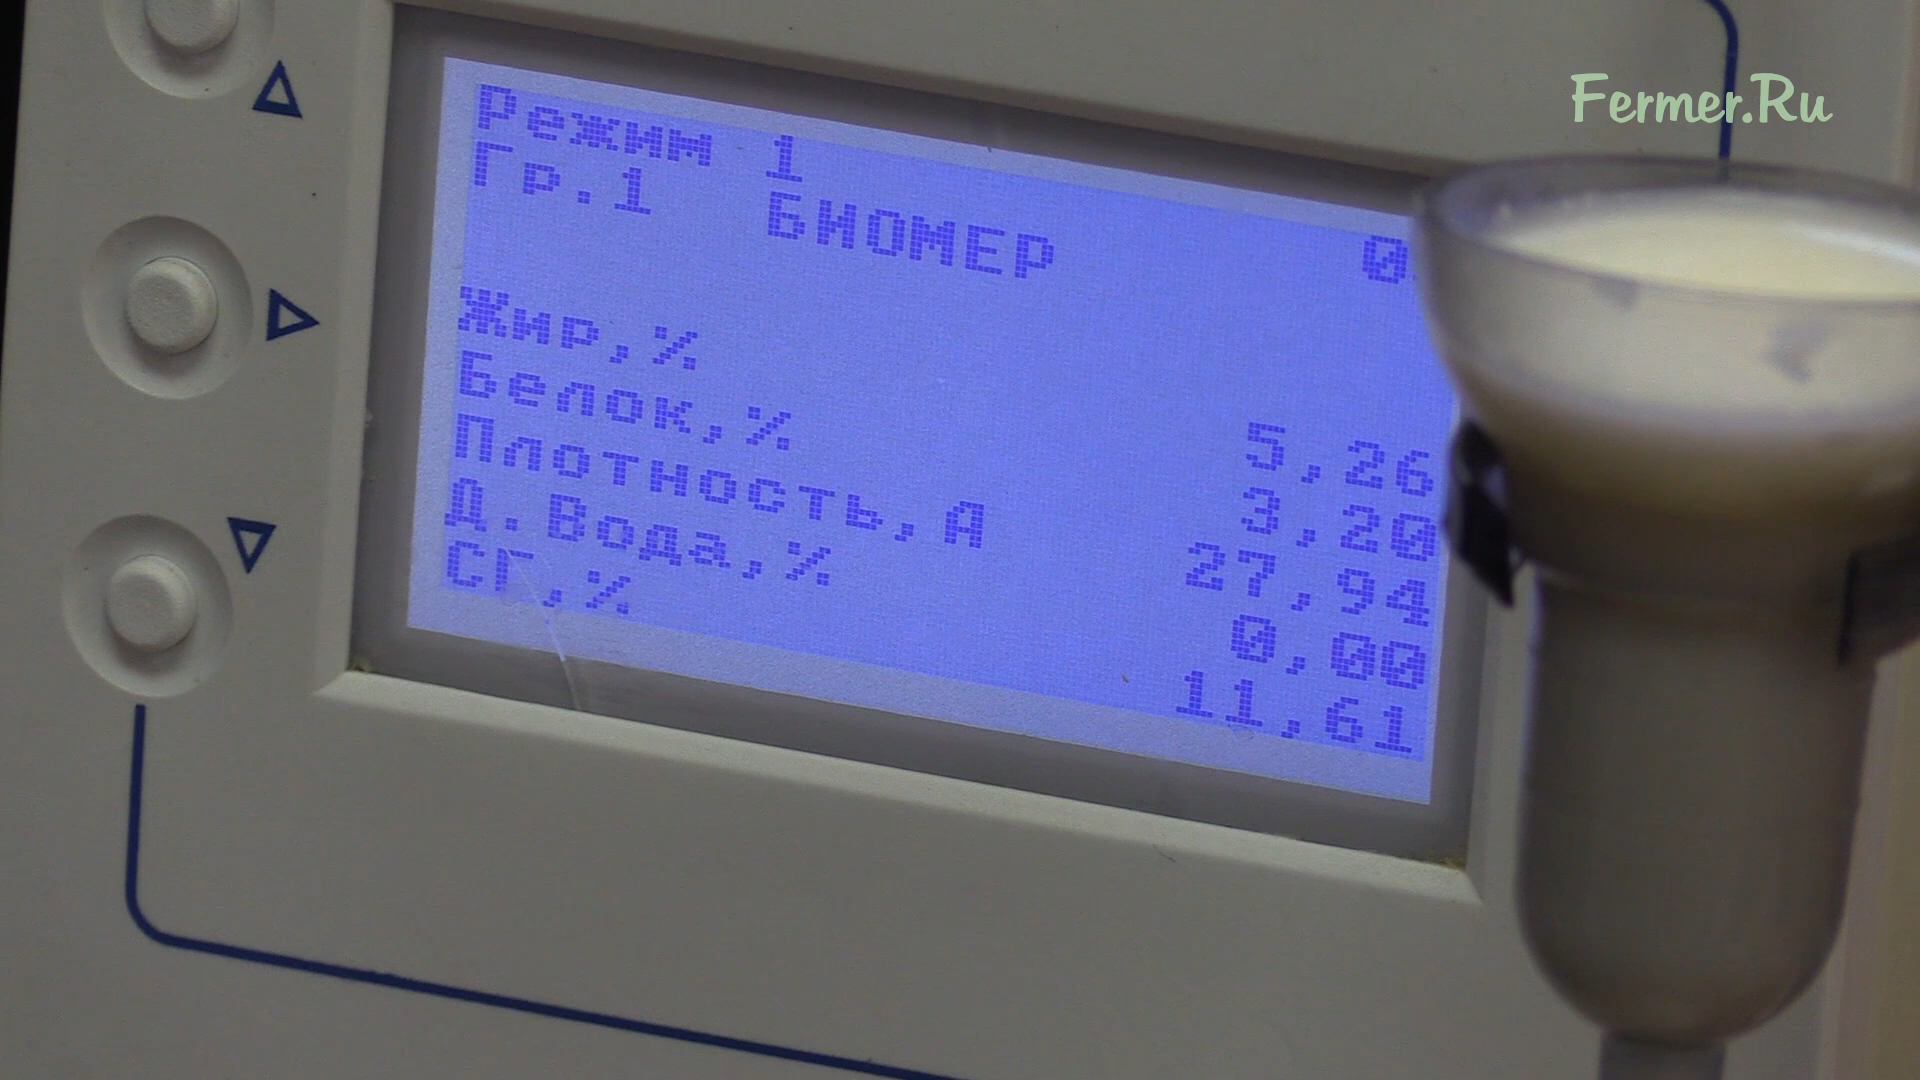 Fermer.Ru
Режим 1
Гр.1 БИОМЕР 0.
Жир,% 5,26
Белок,% 3,20
Плотность,А 27,94
Д.Вода,% 0,00
СГ,% 11,61